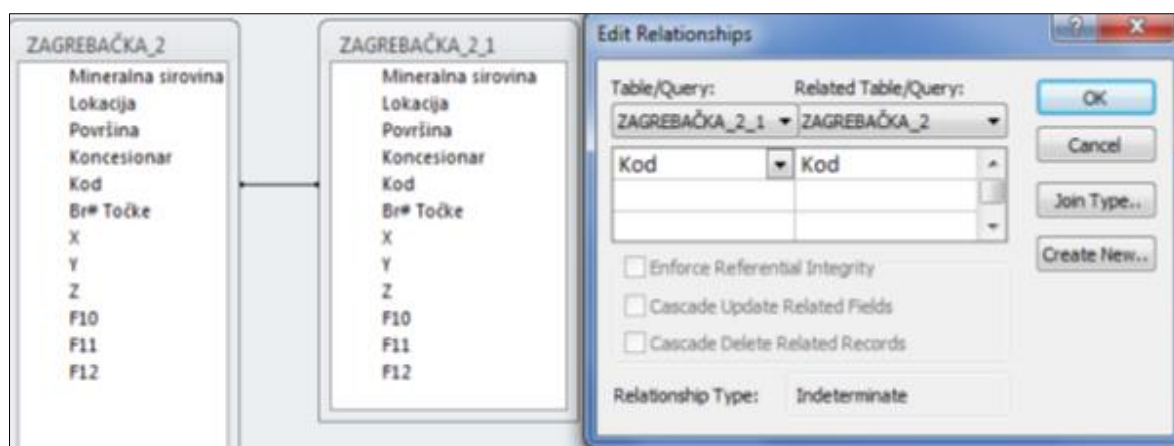 ZAGREBAČKA_2
Mineralna sirovina
Lokacija
Površina
Koncesionar
Kod
Br# Točke
X
Y
Z
F10
F11
F12
ZAGREBAČKA_2_1
Mineralna sirovina
Lokacija
Površina
Koncesionar
Kod
Br# Točke
X
Y
Z
F10
F11
F12
Edit Relationships
Table/Query: Related Table/Query:
ZAGREBAČKA_2_1 ZAGREBAČKA_2
Kod Kod
Enforce Referential Integrity
Cascade Update Related Fields
Cascade Delete Related Records
Relationship Type: Indeterminate
OK
Cancel
Join Type..
Create New..